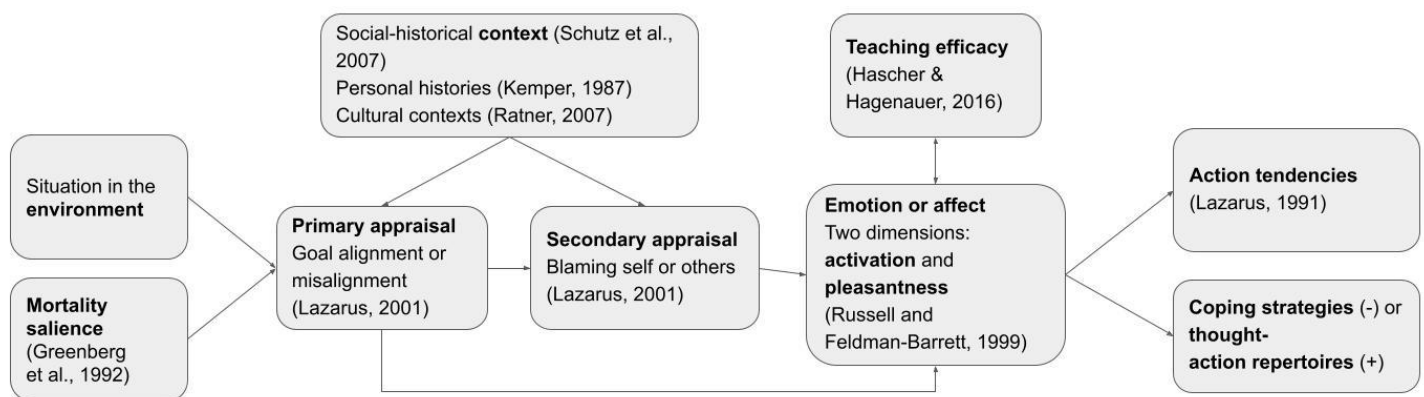 Social-historical context (Schutz et al.,
2007)
Personal histories (Kemper, 1987)
Cultural contexts (Ratner, 2007)
Teaching efficacy
(Hascher &
Hagenauer, 2016)
Situation in the
environment
Mortality
salience
(Greenberg
et al., 1992)
Primary appraisal
Goal alignment or
misalignment
(Lazarus, 2001)
Secondary appraisal
Blaming self or others
(Lazarus, 2001)
Emotion or affect
Two dimensions:
activation and
pleasantness
(Russell and
Feldman-Barrett, 1999)
Action tendencies
(Lazarus, 1991)
Coping strategies (-) or
thought-
action repertoires (+)